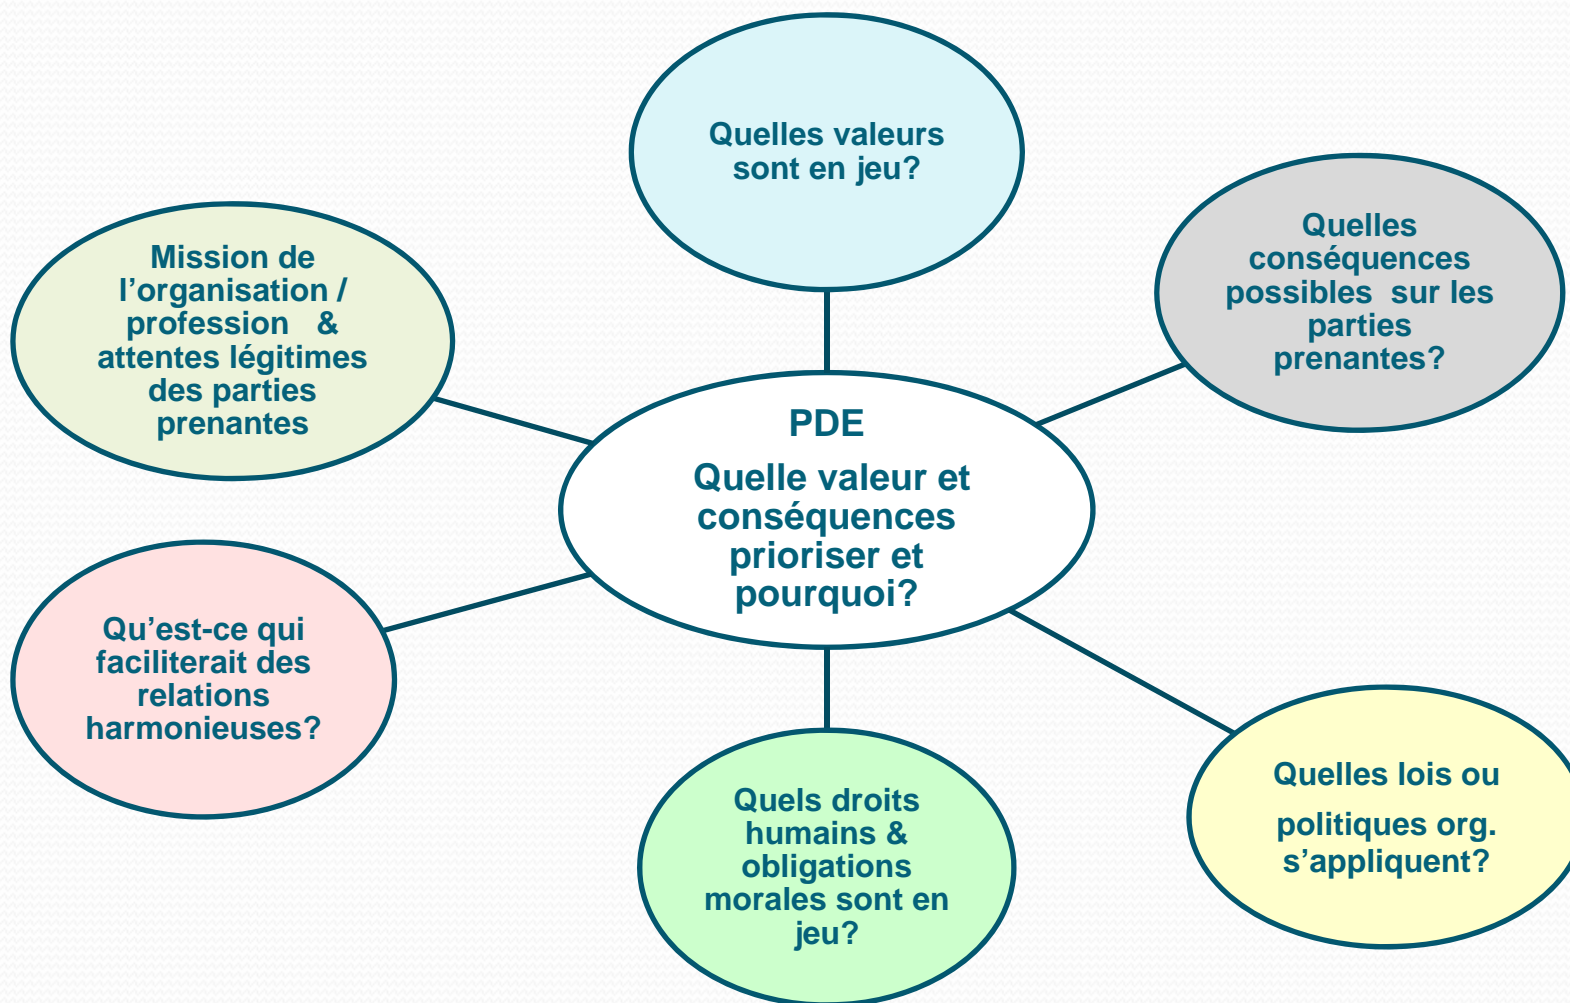 Quelles valeurs
sont en jeu?
Quelles
conséquences
possibles sur les
parties
prenantes?
Mission de
l’organisation /
profession &
attentes légitimes
des parties
prenantes
PDE
Quelle valeur et
conséquences
prioriser et
pourquoi?
Qu’est-ce qui
faciliterait des
relations
harmonieuses?
Quels droits
humains &
obligations
morales sont en
jeu?
Quelles lois ou
politiques org.
s’appliquent?